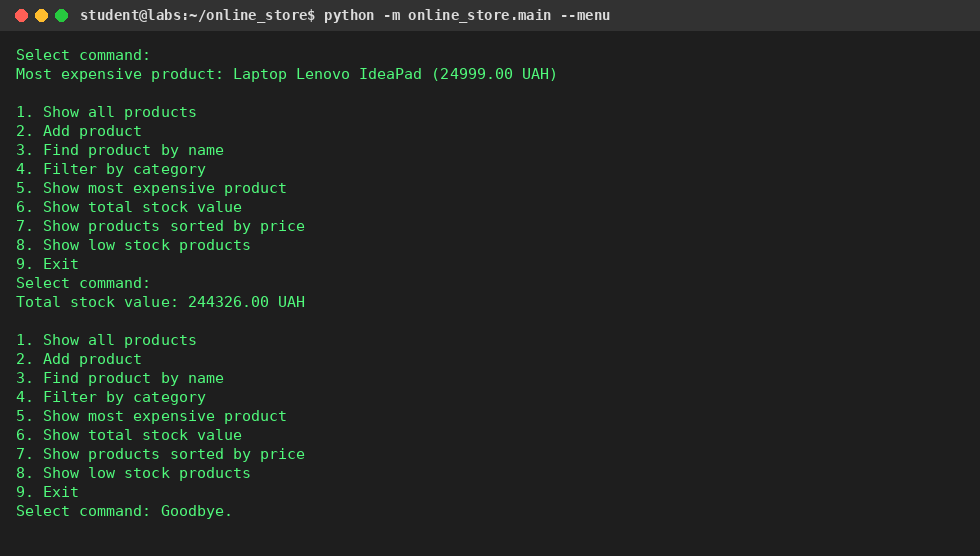 student@labs:~/online_store$ python -m online_store.main --menu
Select command:
Most expensive product: Laptop Lenovo IdeaPad (24999.00 UAH)
1. Show all products
2. Add product
3. Find product by name
4. Filter by category
5. Show most expensive product
6. Show total stock value
7. Show products sorted by price
8. Show low stock products
9. Exit
Select command:
Total stock value: 244326.00 UAH
1. Show all products
2. Add product
3. Find product by name
4. Filter by category
5. Show most expensive product
6. Show total stock value
7. Show products sorted by price
8. Show low stock products
9. Exit
Select command: Goodbye.